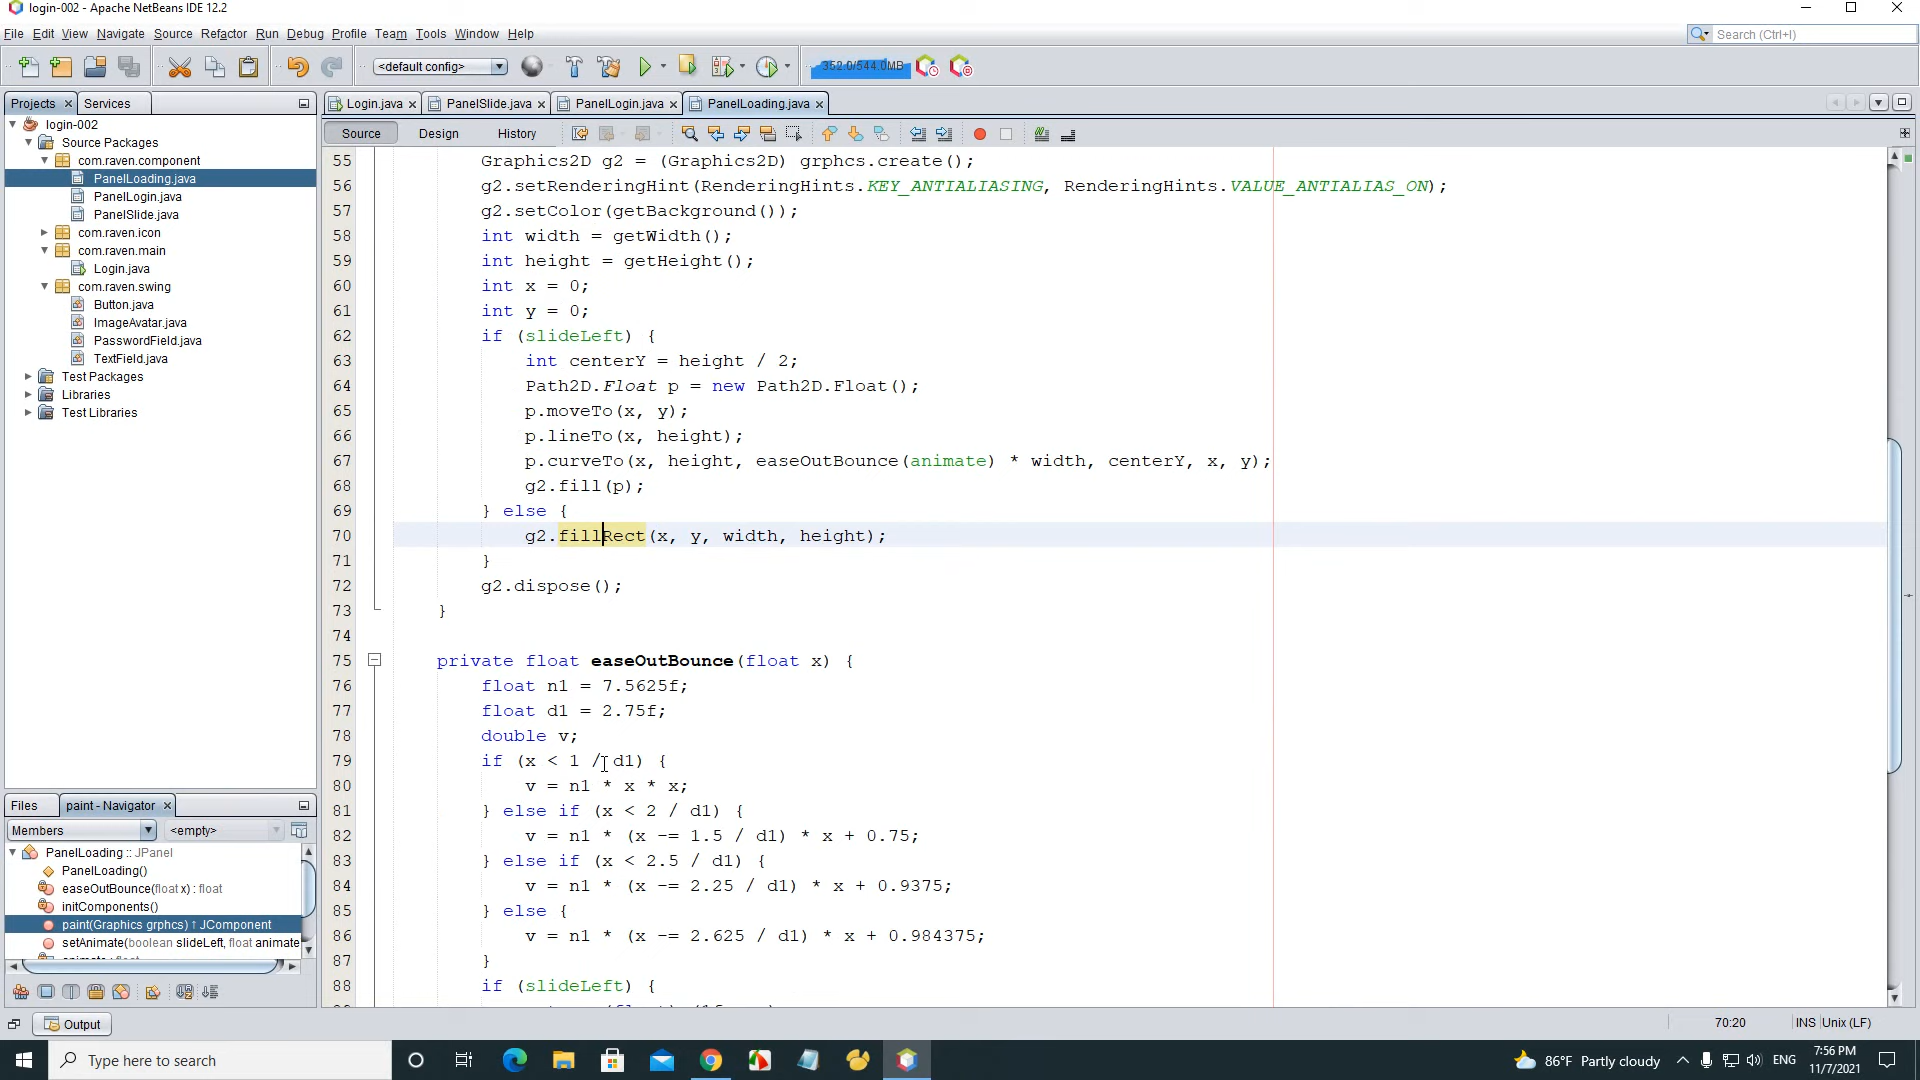 login-002 - Apache NetBeans IDE 12.2
File Edit View Navigate Source Refactor Run Debug Profile Team Tools Window Help
Search (Ctrl+I)
<default config>
352.0/544.0MB
Projects Services
Login.java PanelSlide.java PanelLogin.java PanelLoading.java
Source Design History
login-002
Source Packages
com.raven.component
PanelLoading.java
PanelLogin.java
PanelSlide.java
com.raven.icon
com.raven.main
Login.java
com.raven.swing
Button.java
ImageAvatar.java
PasswordField.java
TextField.java
Test Packages
Libraries
Test Libraries
55 Graphics2D g2 = (Graphics2D) grphcs.create();
56 g2.setRenderingHint(RenderingHints.KEY_ANTIALIASING, RenderingHints.VALUE_ANTIALIAS_ON);
57 g2.setColor(getBackground());
58 int width = getWidth();
59 int height = getHeight();
60 int x = 0;
61 int y = 0;
62 if (slideLeft) {
63 int centerY = height / 2;
64 Path2D.Float p = new Path2D.Float();
65 p.moveTo(x, y);
66 p.lineTo(x, height);
67 p.curveTo(x, height, easeOutBounce(animate) * width, centerY, x, y);
68 g2.fill(p);
69 } else {
70 g2.fillRect(x, y, width, height);
71 }
72 g2.dispose();
73 }
74
75 private float easeOutBounce(float x) {
76 float n1 = 7.5625f;
77 float d1 = 2.75f;
78 double v;
79 if (x < 1 / d1) {
80 v = n1 * x * x;
81 } else if (x < 2 / d1) {
82 v = n1 * (x -= 1.5 / d1) * x + 0.75;
83 } else if (x < 2.5 / d1) {
84 v = n1 * (x -= 2.25 / d1) * x + 0.9375;
85 } else {
86 v = n1 * (x -= 2.625 / d1) * x + 0.984375;
87 }
88 if (slideLeft) {
Files paint - Navigator
Members <empty>
PanelLoading :: JPanel
PanelLoading()
easeOutBounce(float x) : float
initComponents()
paint(Graphics grphcs) ↑ JComponent
setAnimate(boolean slideLeft, float animate
Output
70:20 INS Unix (LF)
Type here to search
86°F Partly cloudy ENG
7:56 PM
11/7/2021